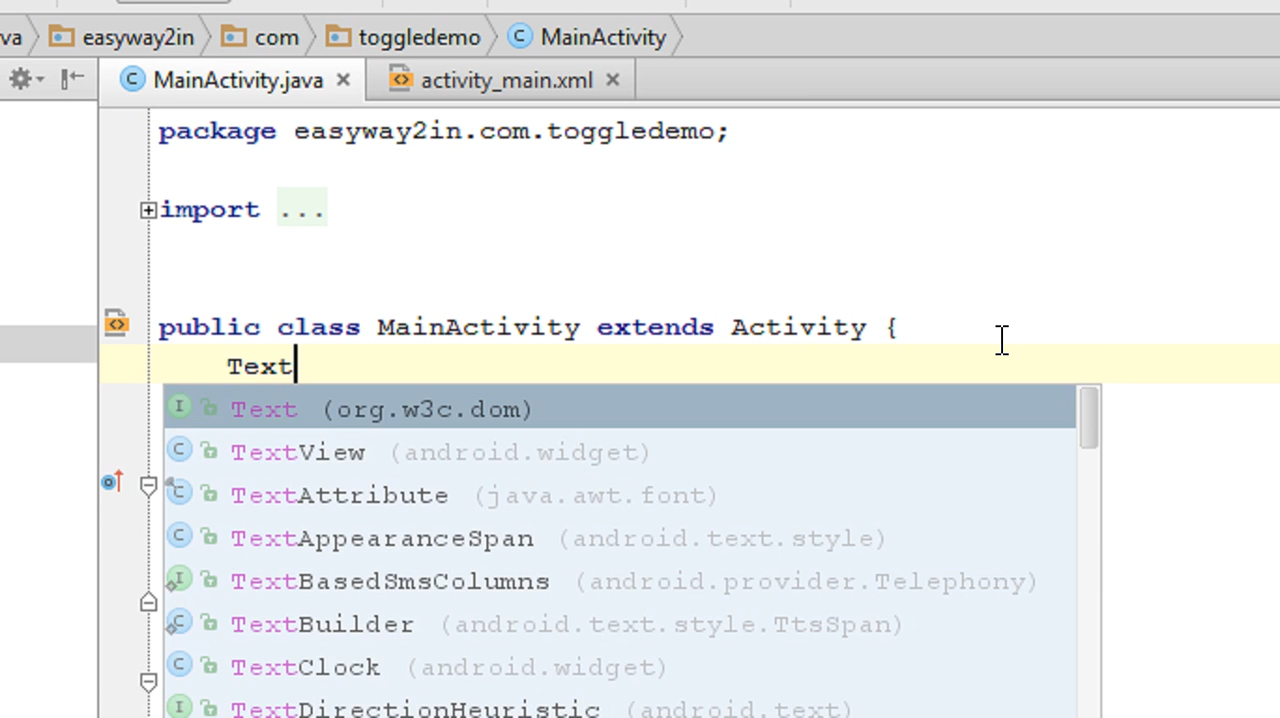 va easyway2in com toggledemo MainActivity
MainActivity.java activity_main.xml
package easyway2in.com.toggledemo;
import ...
public class MainActivity extends Activity {
Text
Text (org.w3c.dom)
TextView (android.widget)
TextAttribute (java.awt.font)
TextAppearanceSpan (android.text.style)
TextBasedSmsColumns (android.provider.Telephony)
TextBuilder (android.text.style.TtsSpan)
TextClock (android.widget)
TextDirectionHeuristic (android.text)